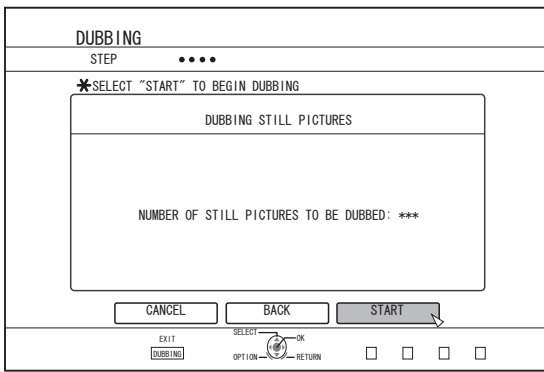 DUBBING
STEP
*SELECT "START" TO BEGIN DUBBING
DUBBING STILL PICTURES
NUMBER OF STILL PICTURES TO BE DUBBED: ***
CANCEL BACK START
EXIT
DUBBING
SELECT OK
OPTION RETURN